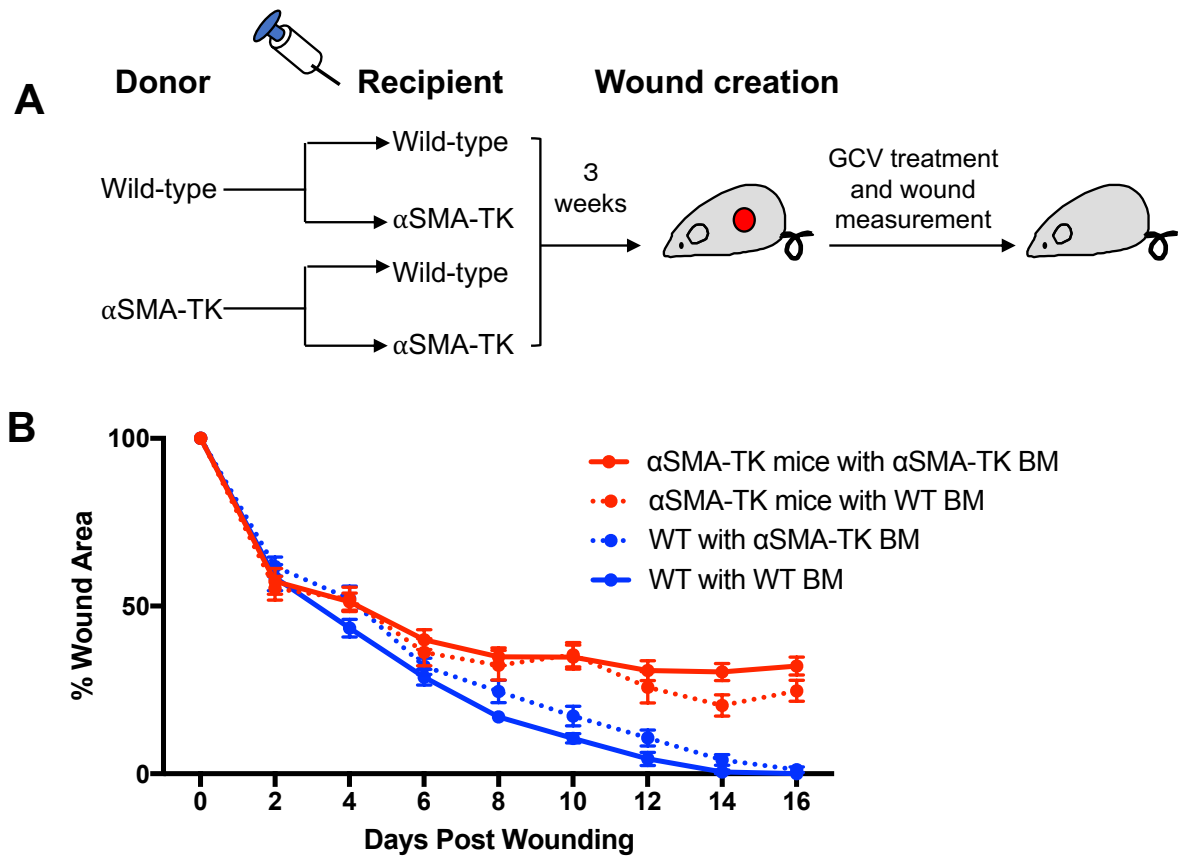 A
Donor
Recipient
Wound creation
Wild-type
αSMA-TK
Wild-type
αSMA-TK
Wild-type
αSMA-TK
3
weeks
GCV treatment
and wound
measurement
B
% Wound Area
100
50
0
αSMA-TK mice with αSMA-TK BM
αSMA-TK mice with WT BM
WT with αSMA-TK BM
WT with WT BM
0 2 4 6 8 10 12 14 16
Days Post Wounding